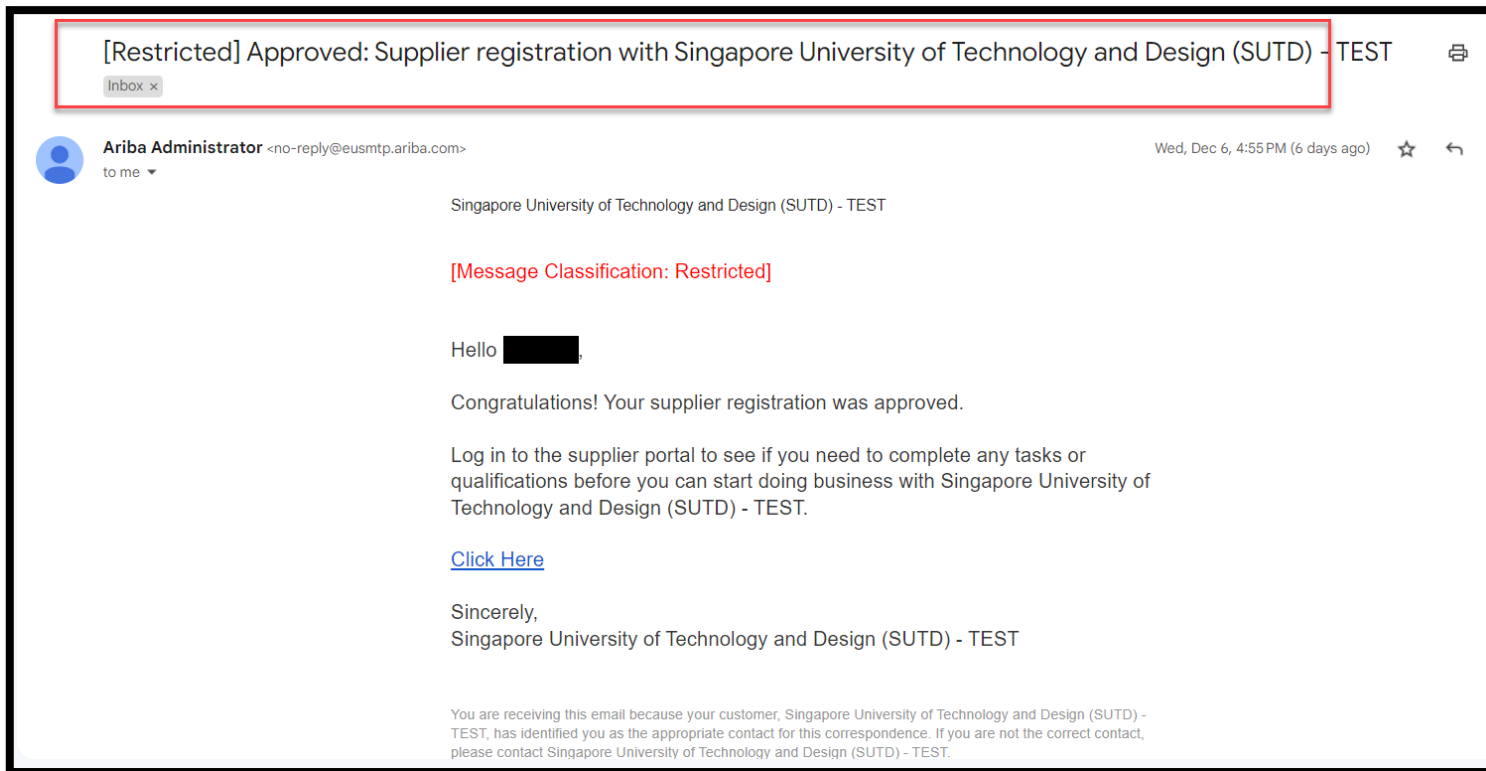 [Restricted] Approved: Supplier registration with Singapore University of Technology and Design (SUTD) - TEST
Inbox ×
Ariba Administrator <no-reply@eusmtp.ariba.com>
Wed, Dec 6, 4:55 PM (6 days ago)
to me
Singapore University of Technology and Design (SUTD) - TEST
[Message Classification: Restricted]
Hello ,
Congratulations! Your supplier registration was approved.
Log in to the supplier portal to see if you need to complete any tasks or
qualifications before you can start doing business with Singapore University of
Technology and Design (SUTD) - TEST.
Click Here
Sincerely,
Singapore University of Technology and Design (SUTD) - TEST
You are receiving this email because your customer, Singapore University of Technology and Design (SUTD) -
TEST, has identified you as the appropriate contact for this correspondence. If you are not the correct contact,
please contact Singapore University of Technology and Design (SUTD) - TEST.